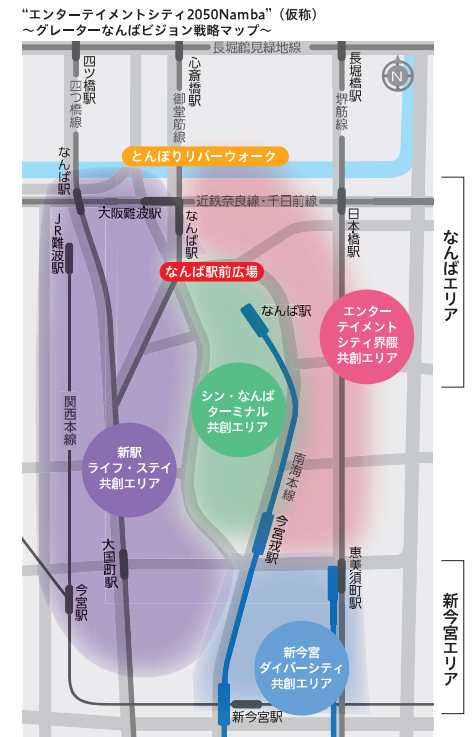 “エンターテイメントシティ2050Namba”（仮称）
～グレーターなんばビジョン戦略マップ～
長堀鶴見緑地線
四ツ橋駅
心斎橋駅
長堀橋駅
N
四つ橋線
御堂筋線
堺筋線
とんぼりリバーウォーク
なんば駅
近鉄奈良線・千日前線
大阪難波駅
なんば駅
日本橋駅
JR難波駅
なんば駅前広場
なんばエリア
なんば駅
エンター
テイメント
シティ界隈
共創エリア
シン・なんば
ターミナル
共創エリア
関西本線
新駅
ライフ・ステイ
共創エリア
南海本線
今宮戎駅
大国町駅
恵美須町駅
今宮駅
新今宮エリア
新今宮
ダイバーシティ
共創エリア
新今宮駅